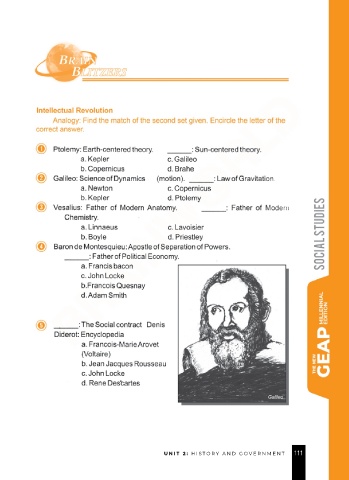 BRAIN
BLITZERS
Intellectual Revolution
Analogy: Find the match of the second set given. Encircle the letter of the
correct answer.
1 Ptolemy: Earth-centered theory. ______: Sun-centered theory.
a. Kepler c. Galileo
b. Copernicus d. Brahe
2 Galileo: Science of Dynamics (motion). ______: Law of Gravitation
a. Newton c. Copernicus
b. Kepler d. Ptolemy
3 Vesalius: Father of Modern Anatomy. ______: Father of Modern
Chemistry.
a. Linnaeus c. Lavoisier
b. Boyle d. Priestley
4 Baron de Montesquieu: Apostle of Separation of Powers.
______: Father of Political Economy.
a. Francis bacon
c. John Locke
b.Francois Quesnay
d. Adam Smith
5 ______: The Social contract Denis
Diderot: Encyclopedia
a. Francois-Marie Arovet
(Voltaire)
b. Jean Jacques Rousseau
c. John Locke
d. Rene Des'cartes
Galileo.
SOCIAL STUDIES
THE NEW
GEAP MILLENNIAL
EDITION
UNIT 2: HISTORY AND GOVERNMENT 111